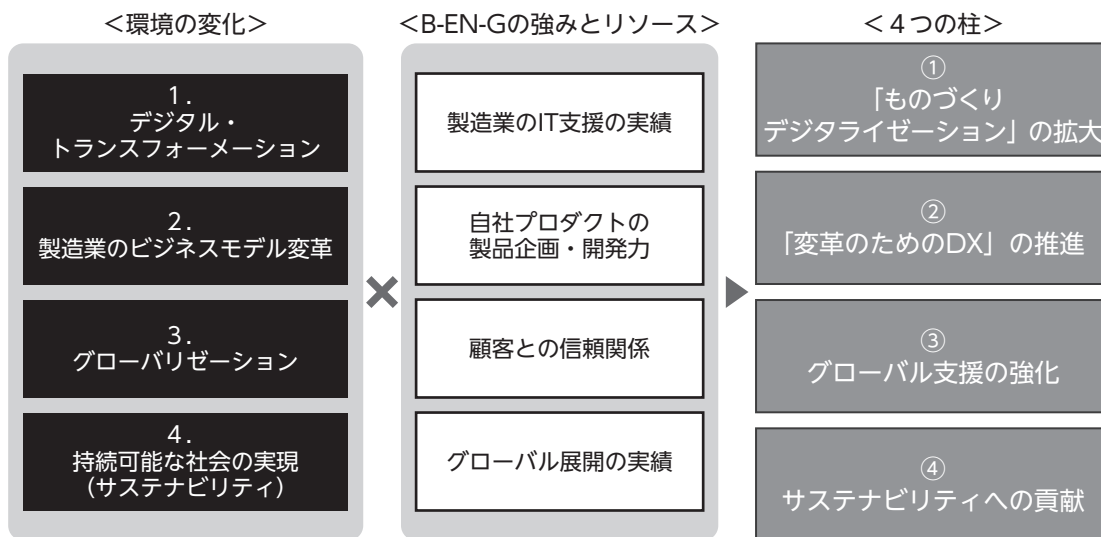 ＜環境の変化＞
1．
デジタル・
トランスフォーメーション
2．
製造業のビジネスモデル変革
3．
グローバリゼーション
4．
持続可能な社会の実現
（サステナビリティ）
＜B-EN-Gの強みとリソース＞
製造業のIT支援の実績
自社プロダクトの
製品企画・開発力
顧客との信頼関係
グローバル展開の実績
＜４つの柱＞
①
「ものづくり
デジタライゼーション」の拡大
②
「変革のためのDX」の推進
③
グローバル支援の強化
④
サステナビリティへの貢献